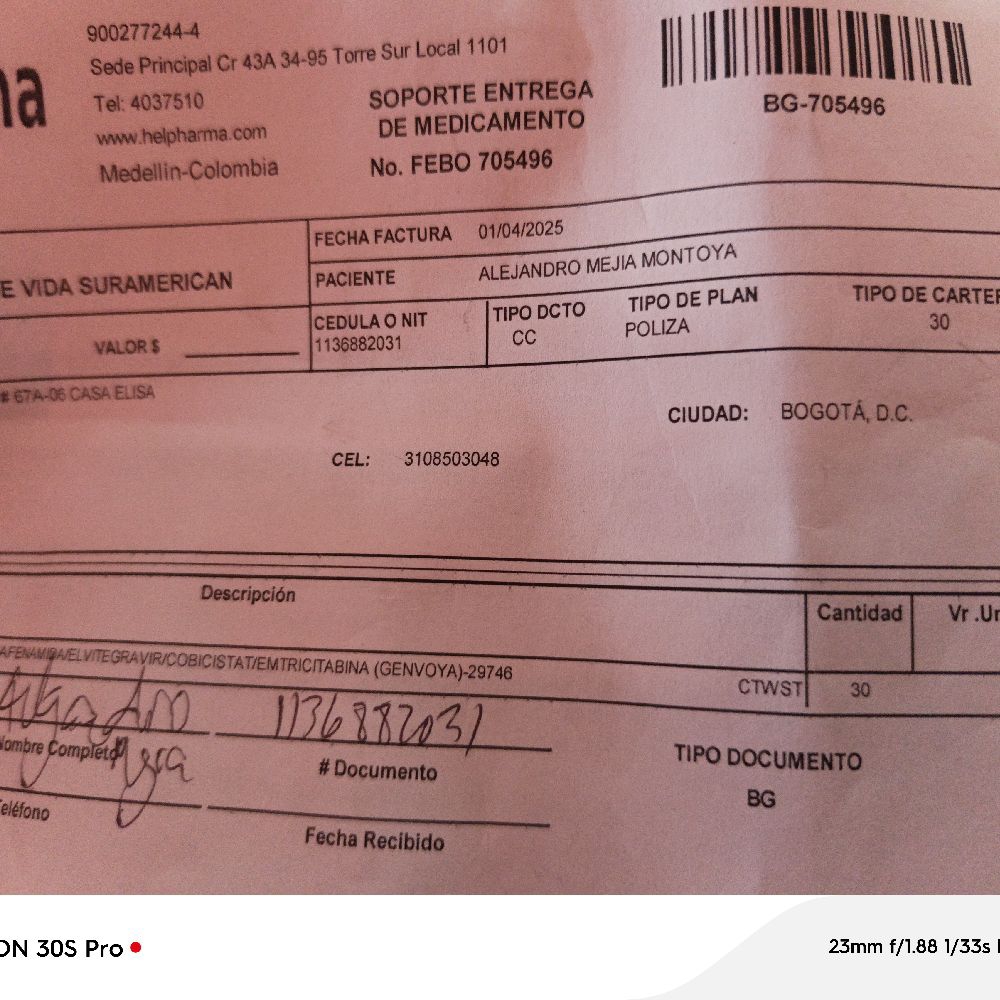 900277244-4
Sede Principal Cr 43A 34-95 Torre Sur Local 1101
Tel: 4037510
www.helpharma.com
Medellin-Colombia
SOPORTE ENTREGA
DE MEDICAMENTO
No. FEBO 705496
BG-705496
FECHA FACTURA 01/04/2025
E VIDA SURAMERICAN
PACIENTE ALEJANDRO MEJIA MONTOYA
CEDULA O NIT TIPO DCTO TIPO DE PLAN TIPO DE CARTER
1136882031 CC POLIZA 30
VALOR $
# 67A-06 CASA ELISA
CIUDAD: BOGOTÁ, D.C.
CEL: 3108503048
Descripción Cantidad Vr .Un
AFENAMIDA/ELVITEGRAVIR/COBICISTAT/EMTRICITABINA (GENVOYA)-29746
CTWST 30
1136882031
Nombre Completo # Documento
TIPO DOCUMENTO
BG
Teléfono Fecha Recibido
ON 30S Pro
23mm f/1.88 1/33s